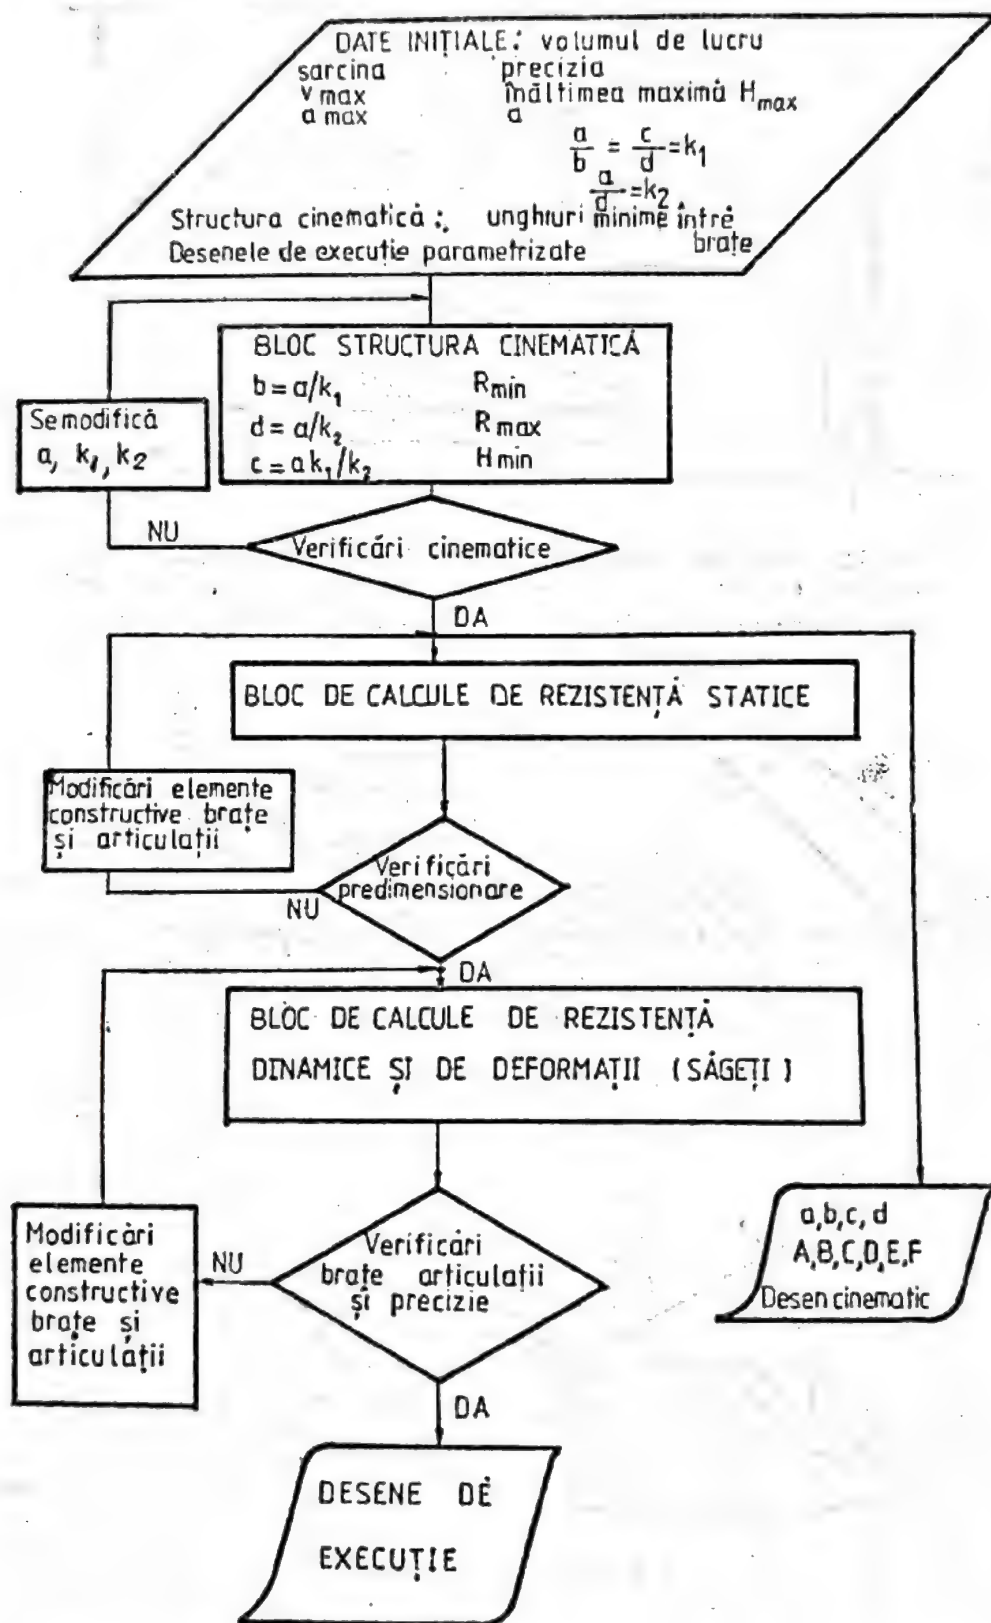 DATE INIȚIALE: volumul de lucru
sarcina precizia
v max înăltimea maximă H max
a max a
a/b = c/d = k1
a/d = k2
Structura cinematică :. unghiuri minime între
brațe
Desenele de execuție parametrizate
BLOC STRUCTURA CINEMATICĂ
b = a/k1 Rmin
d = a/k2 R max
c = a k1/k2 H min
Se modifică
a, k1, k2
NU
Verificări cinematice
DA
BLOC DE CALCULE DE REZISTENȚĂ STATICE
Modificări elemente
constructive brațe
și articulații
Verificări
predimensionare
NU
DA
BLOC DE CALCULE DE REZISTENȚĂ
DINAMICE ȘI DE DEFORMAȚII (SĂGEȚI)
Modificări
elemente
constructive
brațe și
articulații
NU
Verificări
brațe articulații
și precizie
a,b,c,d
A,B,C,D,E,F
Desen cinematic
DA
DESENE DE
EXECUȚIE